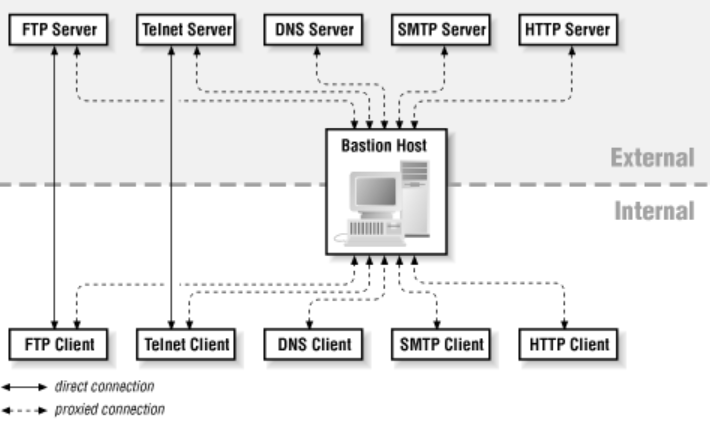 FTP Server
Telnet Server
DNS Server
SMTP Server
HTTP Server
Bastion Host
External
Internal
FTP Client
Telnet Client
DNS Client
SMTP Client
HTTP Client
direct connection
proxied connection